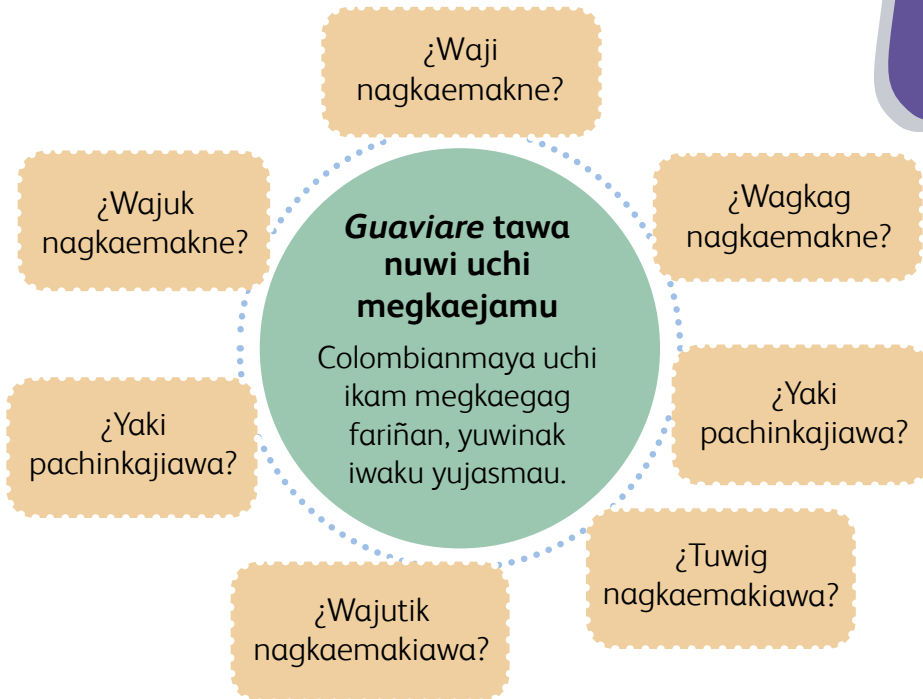 ¿Waji
nagkaemakne?
¿Wajuk
nagkaemakne?
¿Wagkag
nagkaemakne?
Guaviare tawa
nuwi uchi
megkaejamu
Colombianmaya uchi
ikam megkaegag
fariñan, yuwinak
iwaku yujasmau.
¿Yaki
pachinkajiawa?
¿Yaki
pachinkajiawa?
¿Tuwig
nagkaemakiawa?
¿Wajutik
nagkaemakiawa?